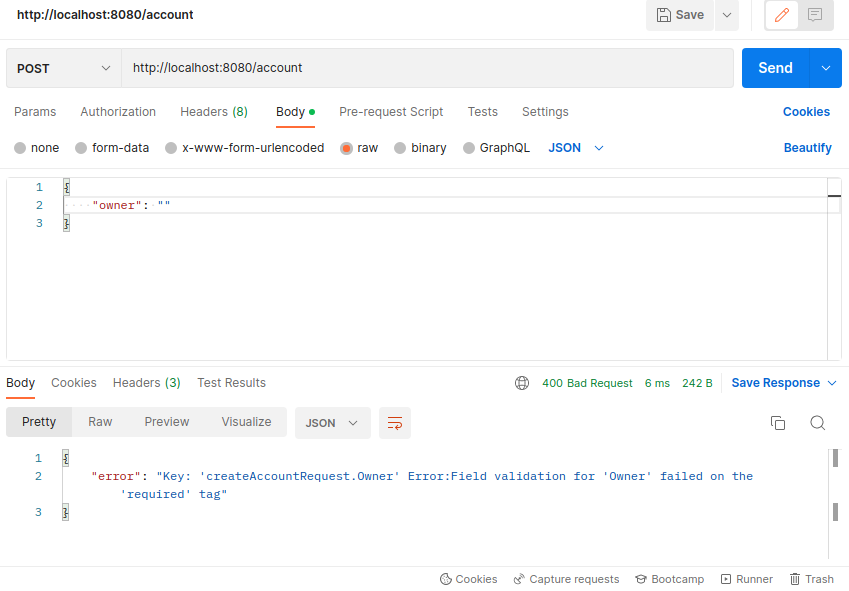 http://localhost:8080/account Save
POST http://localhost:8080/account Send
Params Authorization Headers (8) Body Pre-request Script Tests Settings Cookies
none form-data x-www-form-urlencoded raw binary GraphQL JSON Beautify
1 {
2 "owner": ""
3 }
Body Cookies Headers (3) Test Results 400 Bad Request 6 ms 242 B Save Response
Pretty Raw Preview Visualize JSON
1 {
2 "error": "Key: 'createAccountRequest.Owner' Error:Field validation for 'Owner' failed on the
'required' tag"
3 }
Cookies Capture requests Bootcamp Runner Trash